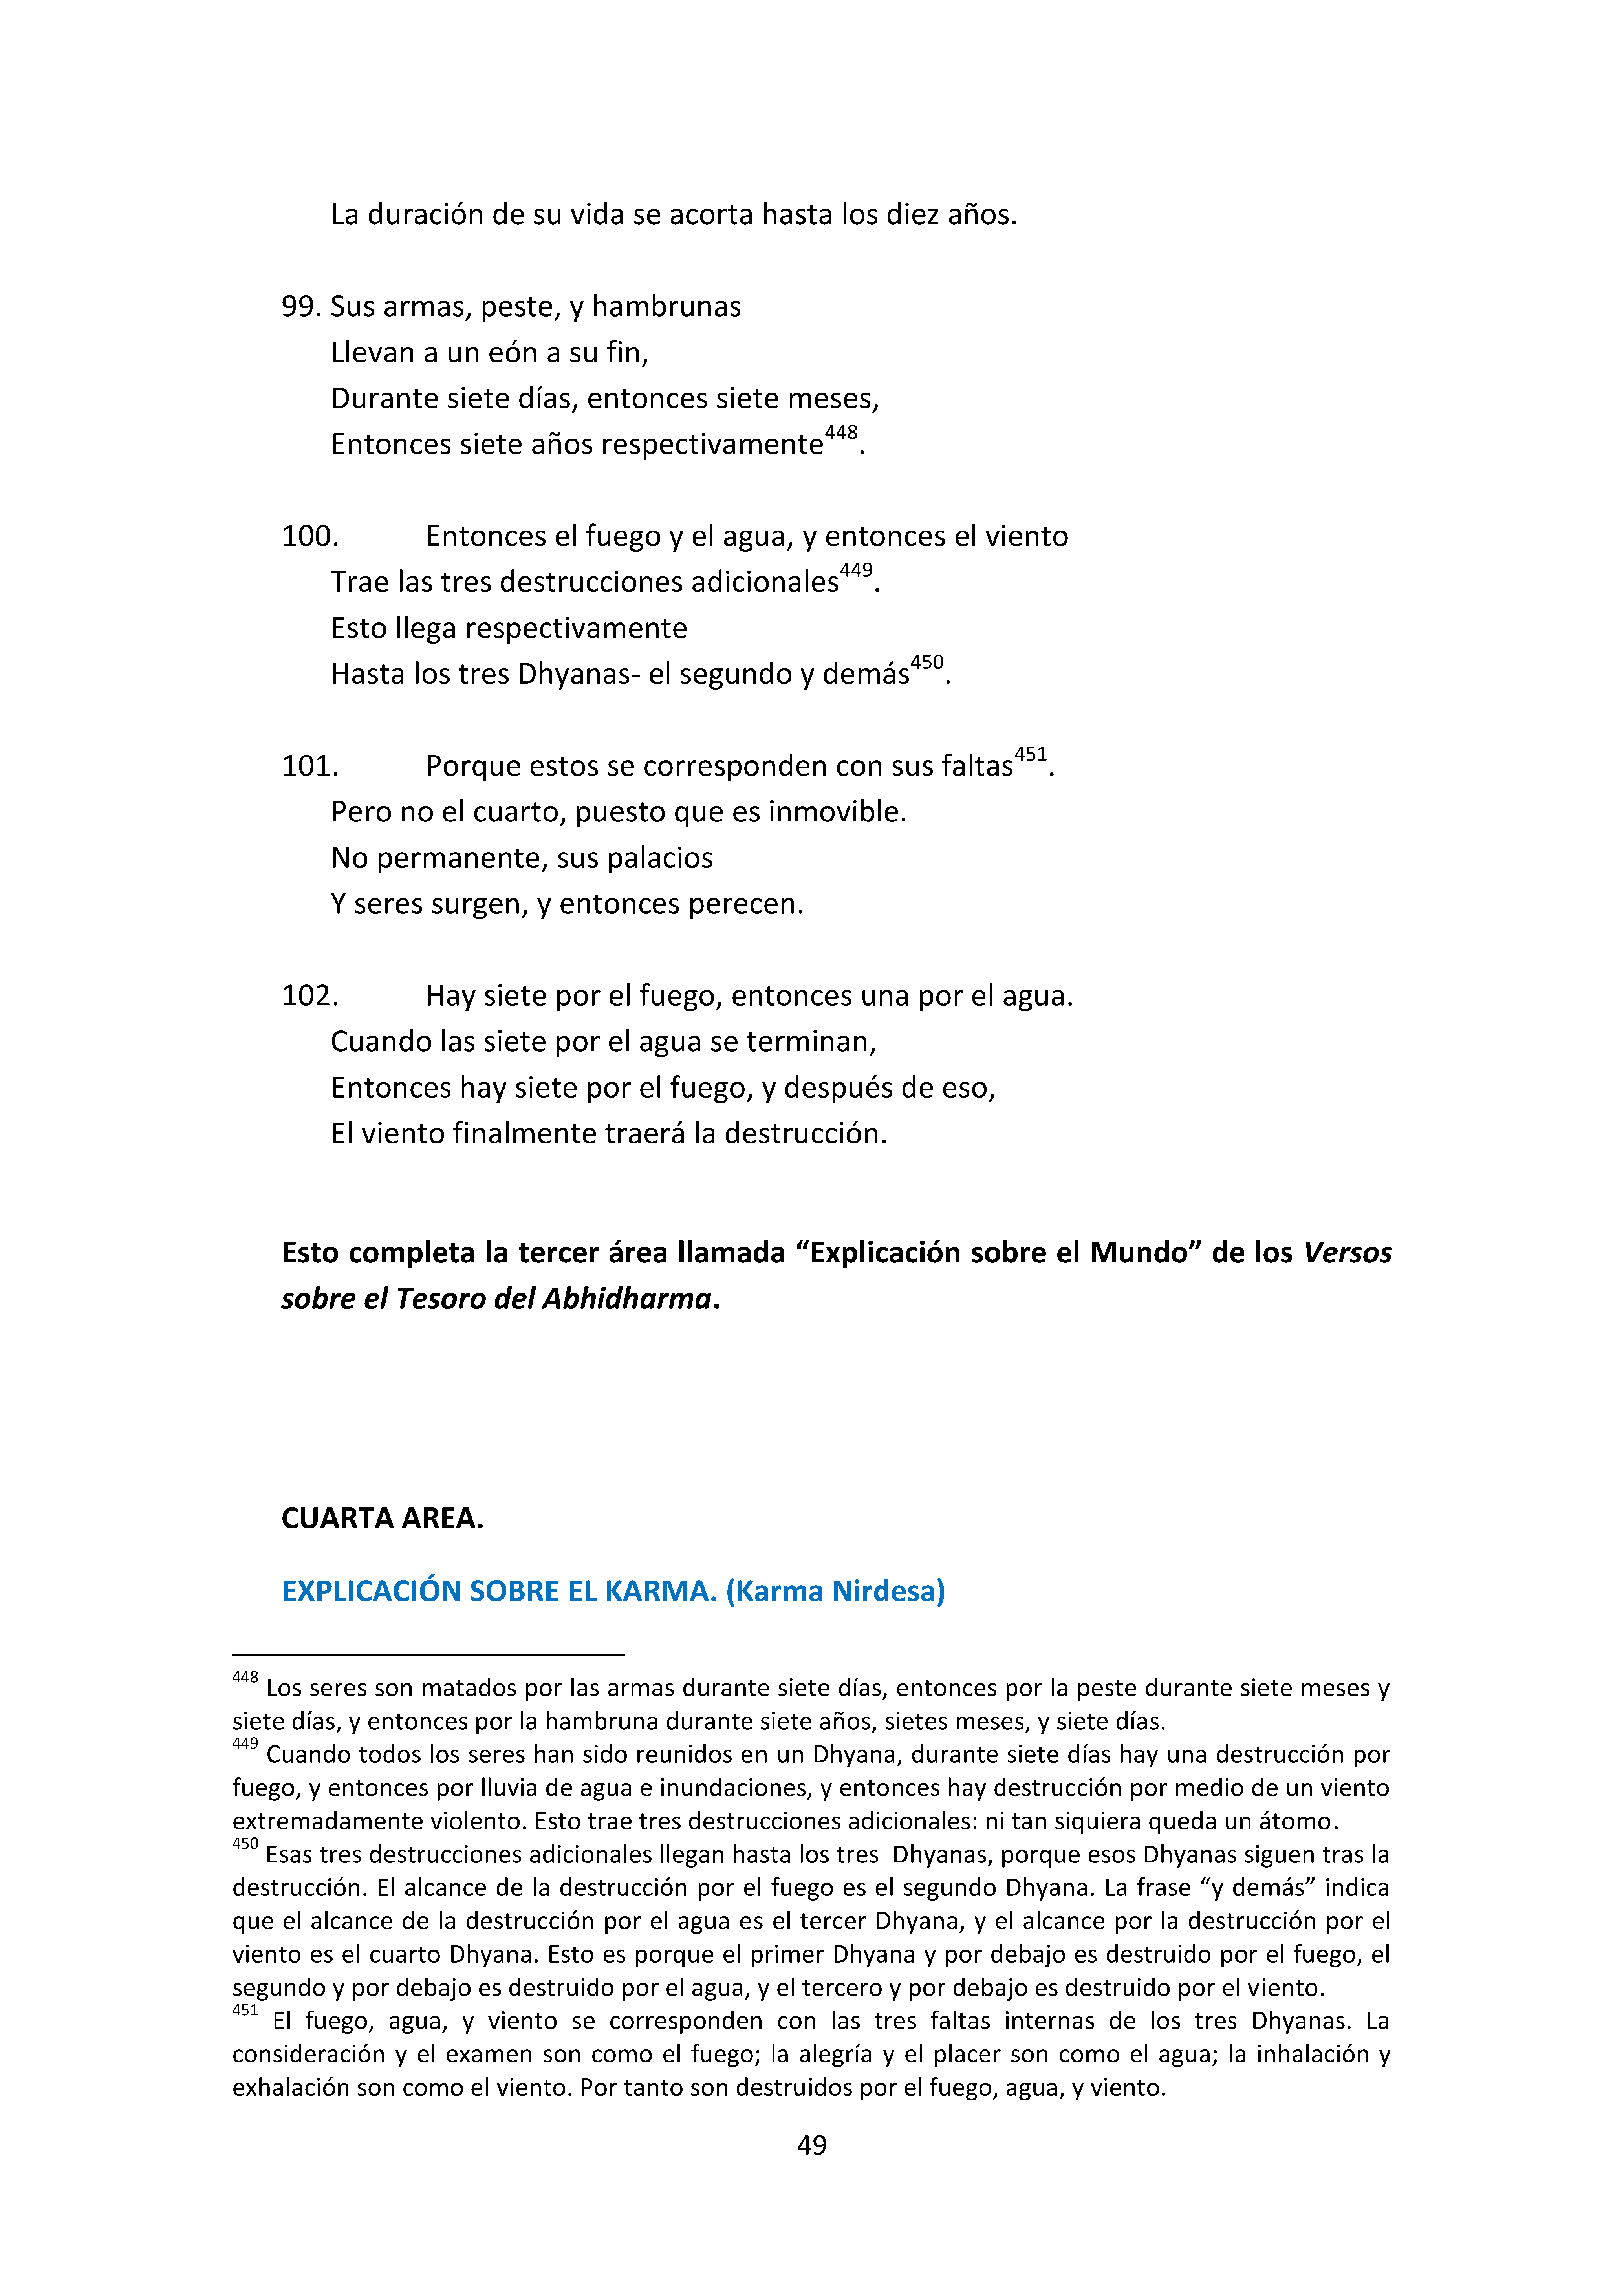 La duración de su vida se acorta hasta los diez años.
99. Sus armas, peste, y hambrunas
Llevan a un eón a su fin,
Durante siete días, entonces siete meses,
Entonces siete años respectivamente448.
100. Entonces el fuego y el agua, y entonces el viento
Trae las tres destrucciones adicionales449.
Esto llega respectivamente
Hasta los tres Dhyanas- el segundo y demás450.
101. Porque estos se corresponden con sus faltas451.
Pero no el cuarto, puesto que es inmovible.
No permanente, sus palacios
Y seres surgen, y entonces perecen.
102. Hay siete por el fuego, entonces una por el agua.
Cuando las siete por el agua se terminan,
Entonces hay siete por el fuego, y después de eso,
El viento finalmente traerá la destrucción.
Esto completa la tercer área llamada “Explicación sobre el Mundo” de los Versos
sobre el Tesoro del Abhidharma.
CUARTA AREA.
EXPLICACIÓN SOBRE EL KARMA. (Karma Nirdesa)
448 Los seres son matados por las armas durante siete días, entonces por la peste durante siete meses y
siete días, y entonces por la hambruna durante siete años, sietes meses, y siete días.
449 Cuando todos los seres han sido reunidos en un Dhyana, durante siete días hay una destrucción por
fuego, y entonces por lluvia de agua e inundaciones, y entonces hay destrucción por medio de un viento
extremadamente violento. Esto trae tres destrucciones adicionales: ni tan siquiera queda un átomo.
450 Esas tres destrucciones adicionales llegan hasta los tres Dhyanas, porque esos Dhyanas siguen tras la
destrucción. El alcance de la destrucción por el fuego es el segundo Dhyana. La frase “y demás” indica
que el alcance de la destrucción por el agua es el tercer Dhyana, y el alcance por la destrucción por el
viento es el cuarto Dhyana. Esto es porque el primer Dhyana y por debajo es destruido por el fuego, el
segundo y por debajo es destruido por el agua, y el tercero y por debajo es destruido por el viento.
451 El fuego, agua, y viento se corresponden con las tres faltas internas de los tres Dhyanas. La
consideración y el examen son como el fuego; la alegría y el placer son como el agua; la inhalación y
exhalación son como el viento. Por tanto son destruidos por el fuego, agua, y viento.
49